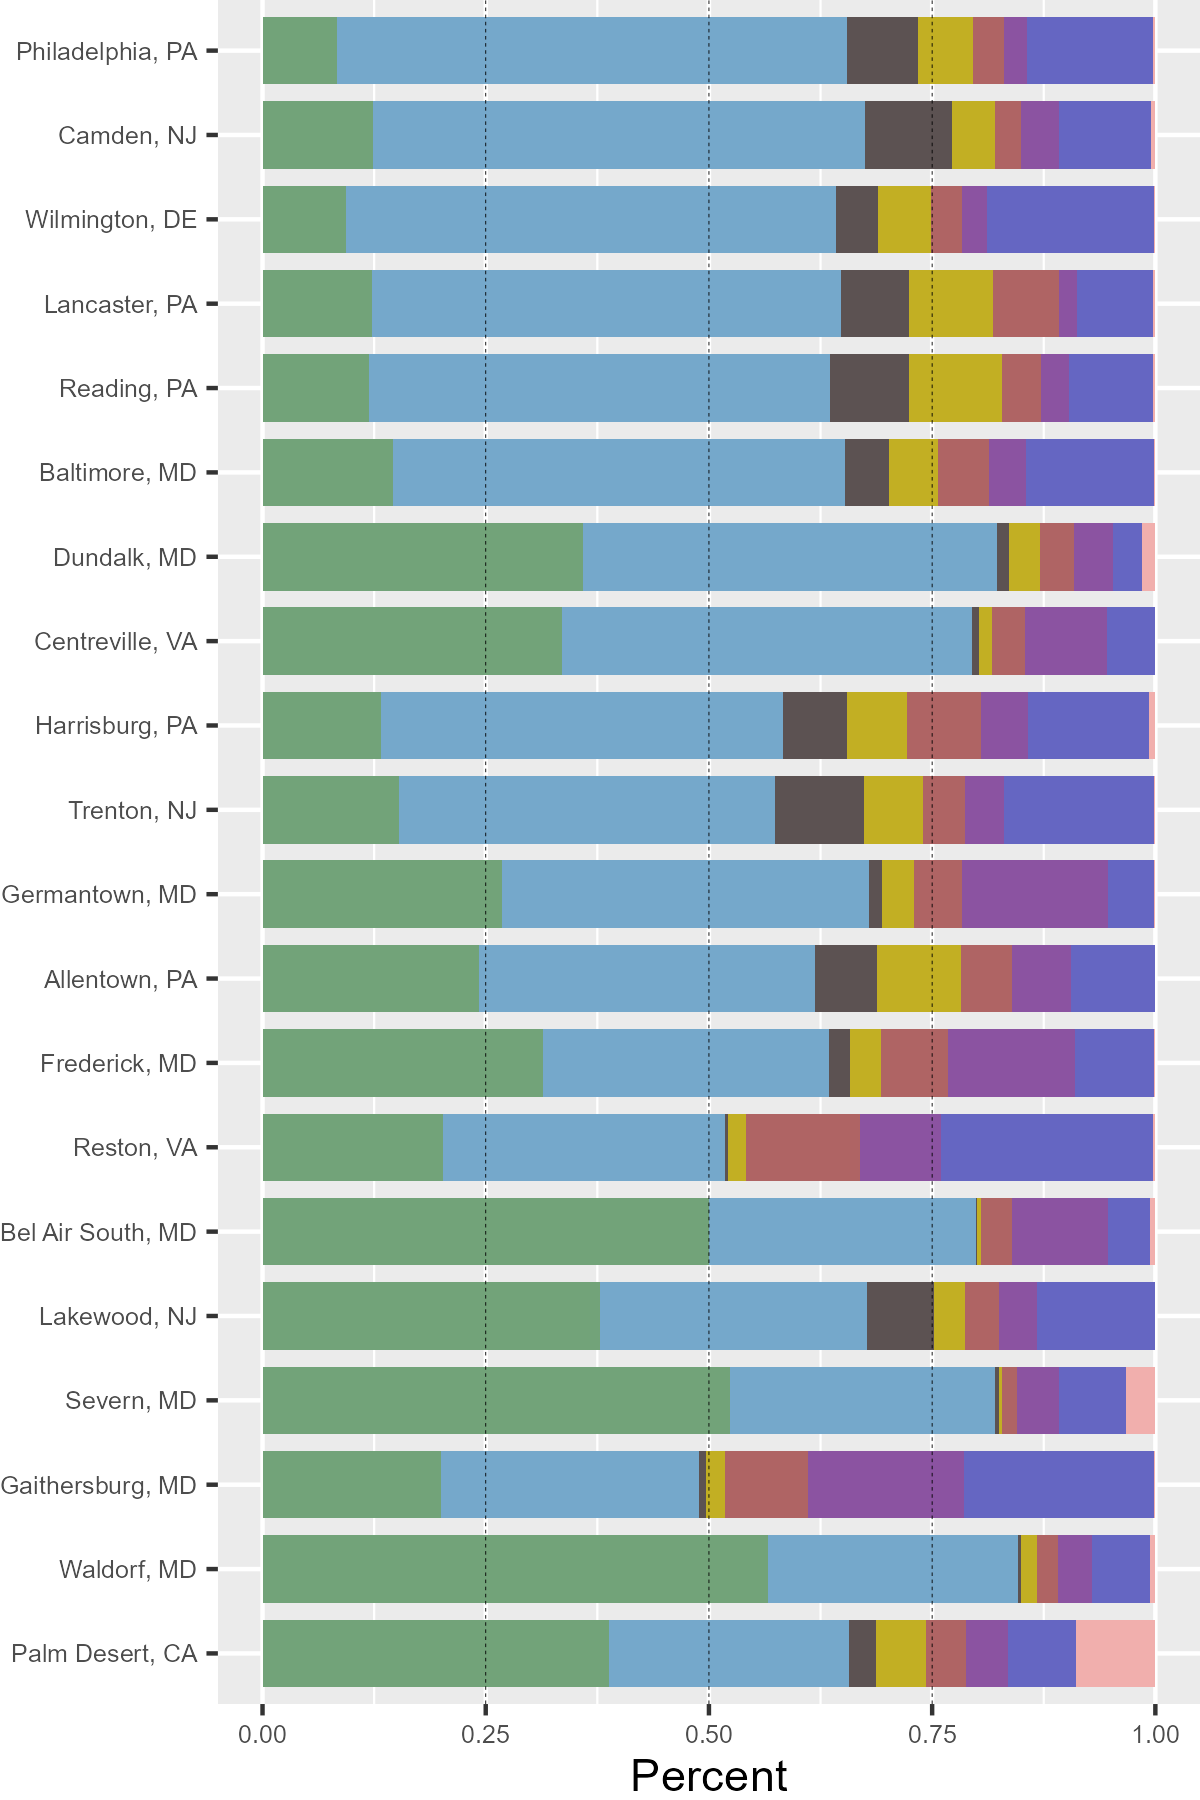 Philadelphia, PA
Camden, NJ
Wilmington, DE
Lancaster, PA
Reading, PA
Baltimore, MD
Dundalk, MD
Centreville, VA
Harrisburg, PA
Trenton, NJ
Germantown, MD
Allentown, PA
Frederick, MD
Reston, VA
Bel Air South, MD
Lakewood, NJ
Severn, MD
Gaithersburg, MD
Waldorf, MD
Palm Desert, CA
0.00 0.25 0.50 0.75 1.00
Percent